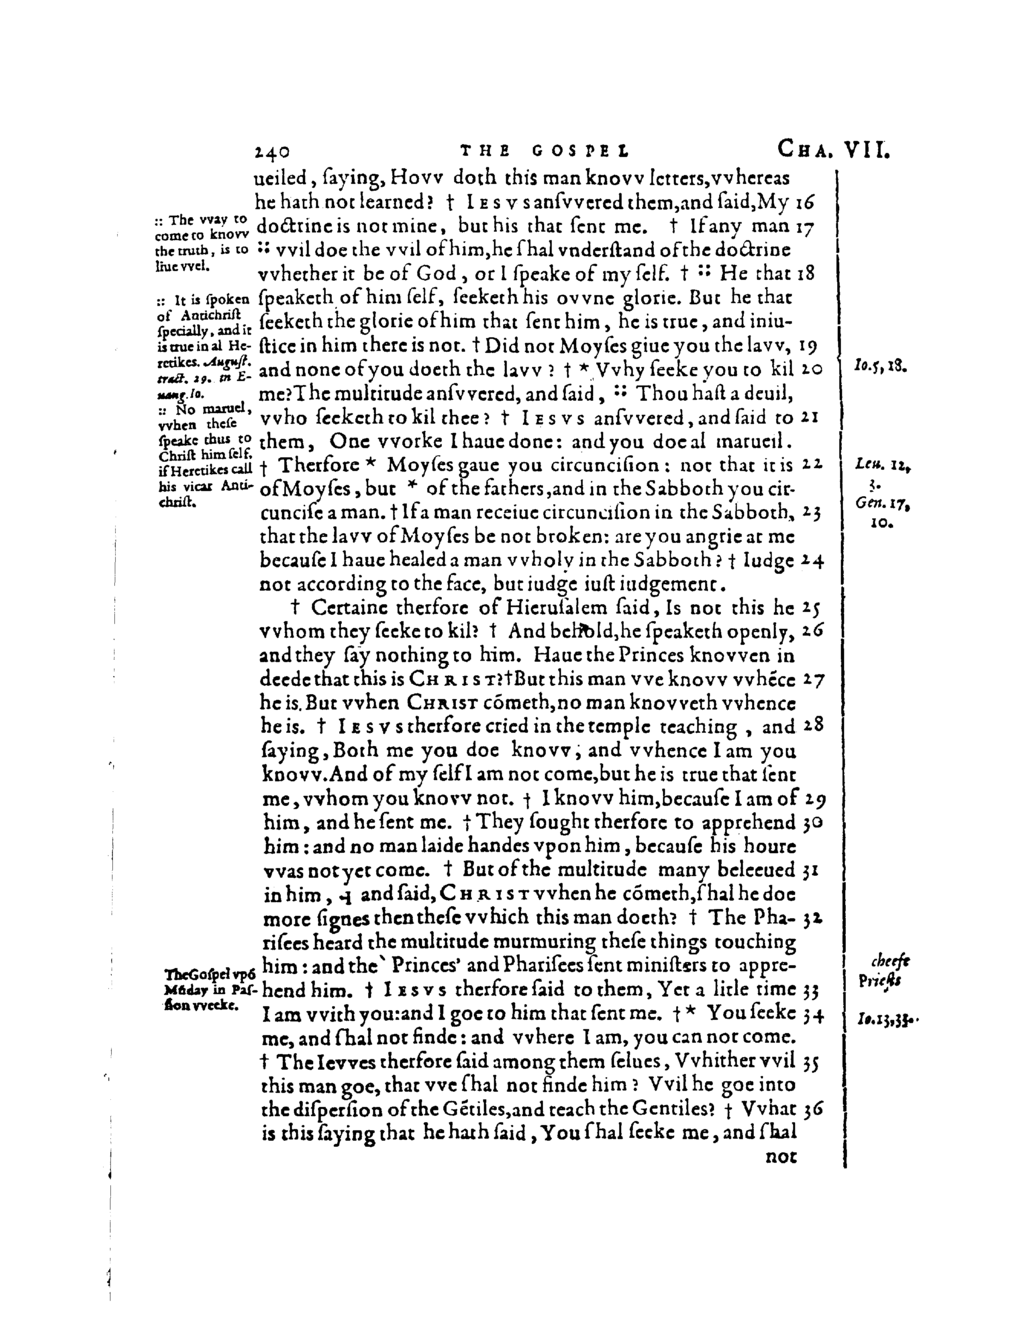 240 THE GOSPEL CHA. VII.
ueiled, ſaying, Hovv doth this man knovv letters, vvhereas
he hath not learned? † IESVS anſvvered them, and ſaid, My 16
doctrine is not mine, but his that ſent me. † If any man 17
:: vvil doe the vvil of him, he ſhal vnderſtand of the doctrine
vvhether it be of God, or I ſpeake of my ſelf. † :: He that 18
ſpeaketh of him ſelf, ſeeketh his ovvne glorie. But he that
ſeeketh the glorie of him that ſent him, he is true, and iniu-
ſtice in him there is not. † Did not Moyſes giue you the lavv, 19
and none of you doeth the lavv? † * Vvhy ſeeke you to kil 20
me? The multitude anſvvered, and ſaid, :: Thou haſt a deuil,
vvho ſeeketh to kil thee? † IESVS anſvvered, and ſaid to 21
them, One vvorke I haue done: and you doe al marueil.
† Therfore * Moyſes gaue you circunciſion: not that it is 22
of Moyſes, but * of the fathers, and in the Sabboth you cir-
cunciſe a man. † If a man receiue circunciſion in the Sabboth, 23
that the lavv of Moyſes be not broken: are you angrie at me
becauſe I haue healed a man vvholy in the Sabboth? † Iudge 24
not according to the face, but iudge iuſt iudgement.
† Certaine therfore of Hieruſalem ſaid, Is not this he 25
vvhom they ſeeke to kil? † And behold, he ſpeaketh openly, 26
and they ſay nothing to him. Haue the Princes knovven in
deede that this is CHRIST? † But this man vve knovv vvhẽce 27
he is. But vvhen CHRIST cómeth, no man knovveth vvhence
he is. † IESVS therfore cried in the temple teaching, and 28
ſaying, Both me you doe knovv, and vvhence I am you
knovv. And of my ſelf I am not come, but he is true that ſent
me, vvhom you knovv not. † I knovv him, becauſe I am of 29
him, and he ſent me. † They ſought therfore to apprehend 30
him: and no man laide handes vpon him, becauſe his houre
vvas not yet come. † But of the multitude many beleeued 31
in him, ⊣ and ſaid, CHRIST vvhen he cómeth, ſhal he doe
more ſignes then theſe vvhich this man doeth? † The Pha- 32
riſees heard the multitude murmuring theſe things touching
him: and the ‵ Princes′ and Phariſees ſent miniſters to appre-
hend him. † IESVS therfore ſaid to them, Yet a litle time 33
I am vvith you: and I goe to him that ſent me. † * You ſeeke 34
me, and ſhal not finde: and vvhere I am, you can not come.
† The Ievves therfore ſaid among them ſelues, Vvhither vvil 35
this man goe, that vve ſhal not finde him? Vvil he goe into
the diſperſion of the Gẽtiles, and teach the Gentiles? † Vvhat 36
is this ſaying that he hath ſaid, You ſhal ſeeke me, and ſhal
not
:: The vvay to
come to knovv
the truth, is to
liue vvel.
:: It is ſpoken
of Antichriſt
ſpecially, and it
is true in al He-
retikes. Auguſt.
tract. 29. in E-
uang. Io.
:: No maruel,
vvhen theſe
ſpeake thus to
Chriſt him ſelf,
if Heretikes call
his vicar Anti-
chriſt.
The Goſpel vpõ
Mũday in Paſ-
ſion vveeke.
Io. 5, 18.
Leu. 12,
3.
Gen. 17,
10.
cheefe
Prieſts
Io. 13, 33.